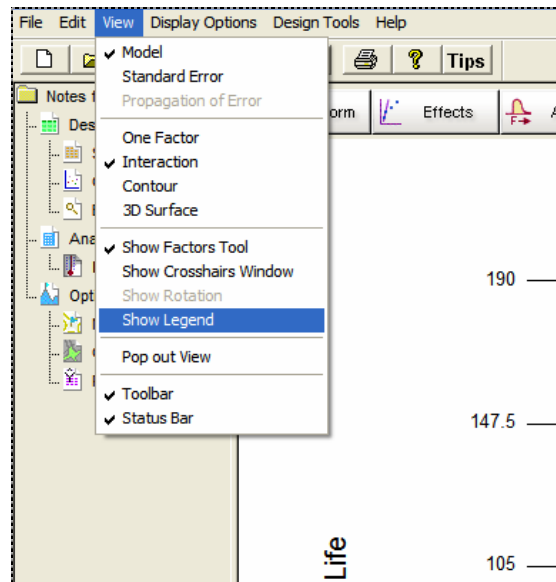 File Edit View Display Options Design Tools Help
Tips
Model
Standard Error
Propagation of Error
One Factor
Interaction
Contour
3D Surface
Show Factors Tool
Show Crosshairs Window
Show Rotation
Show Legend
Pop out View
Toolbar
Status Bar
Notes
Effects
190
147.5
105
Life